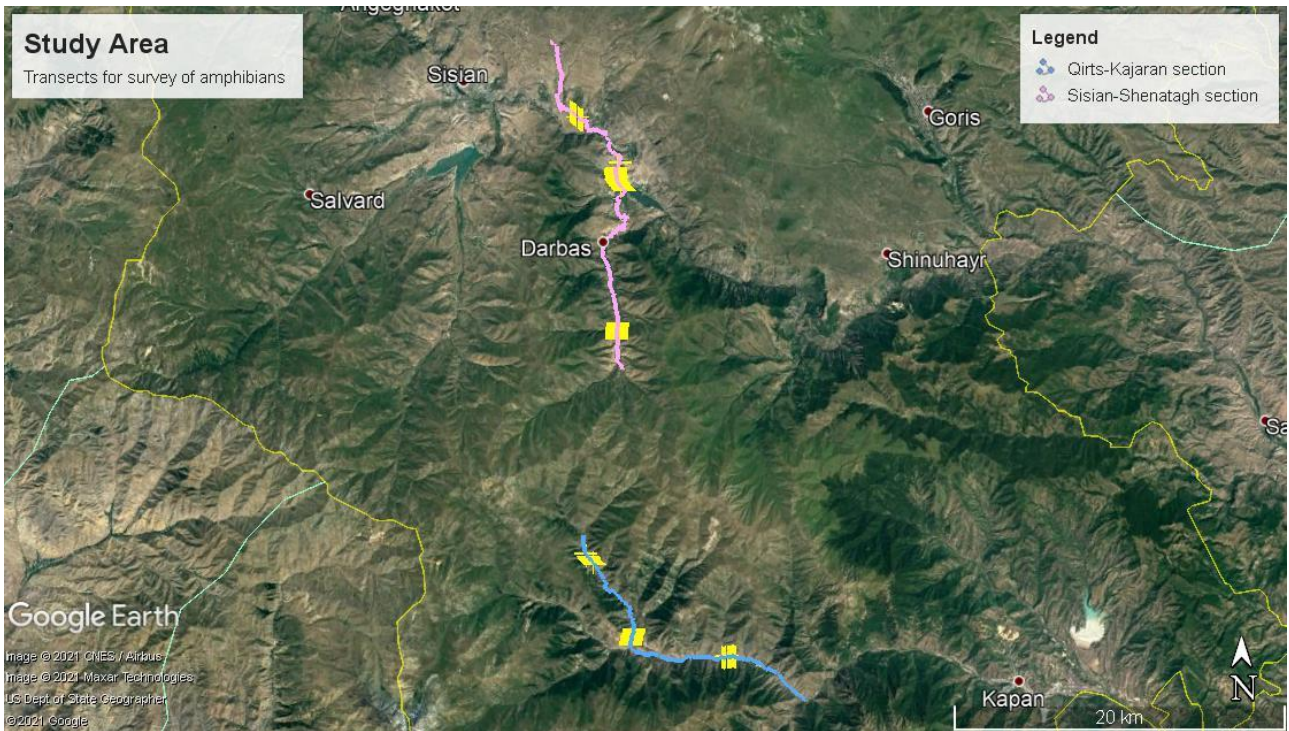 Study Area
Transects for survey of amphibians
Legend
Qirts-Kajaran section
Sisian-Shenatagh section
Sisian
Goris
Salvard
Darbas
Shinuhayr
Google Earth
Image © 2021 CNES / Airbus
Image © 2021 Maxar Technologies
US Dept of State Geographer
©2021 Google
Kapan
N
20 km